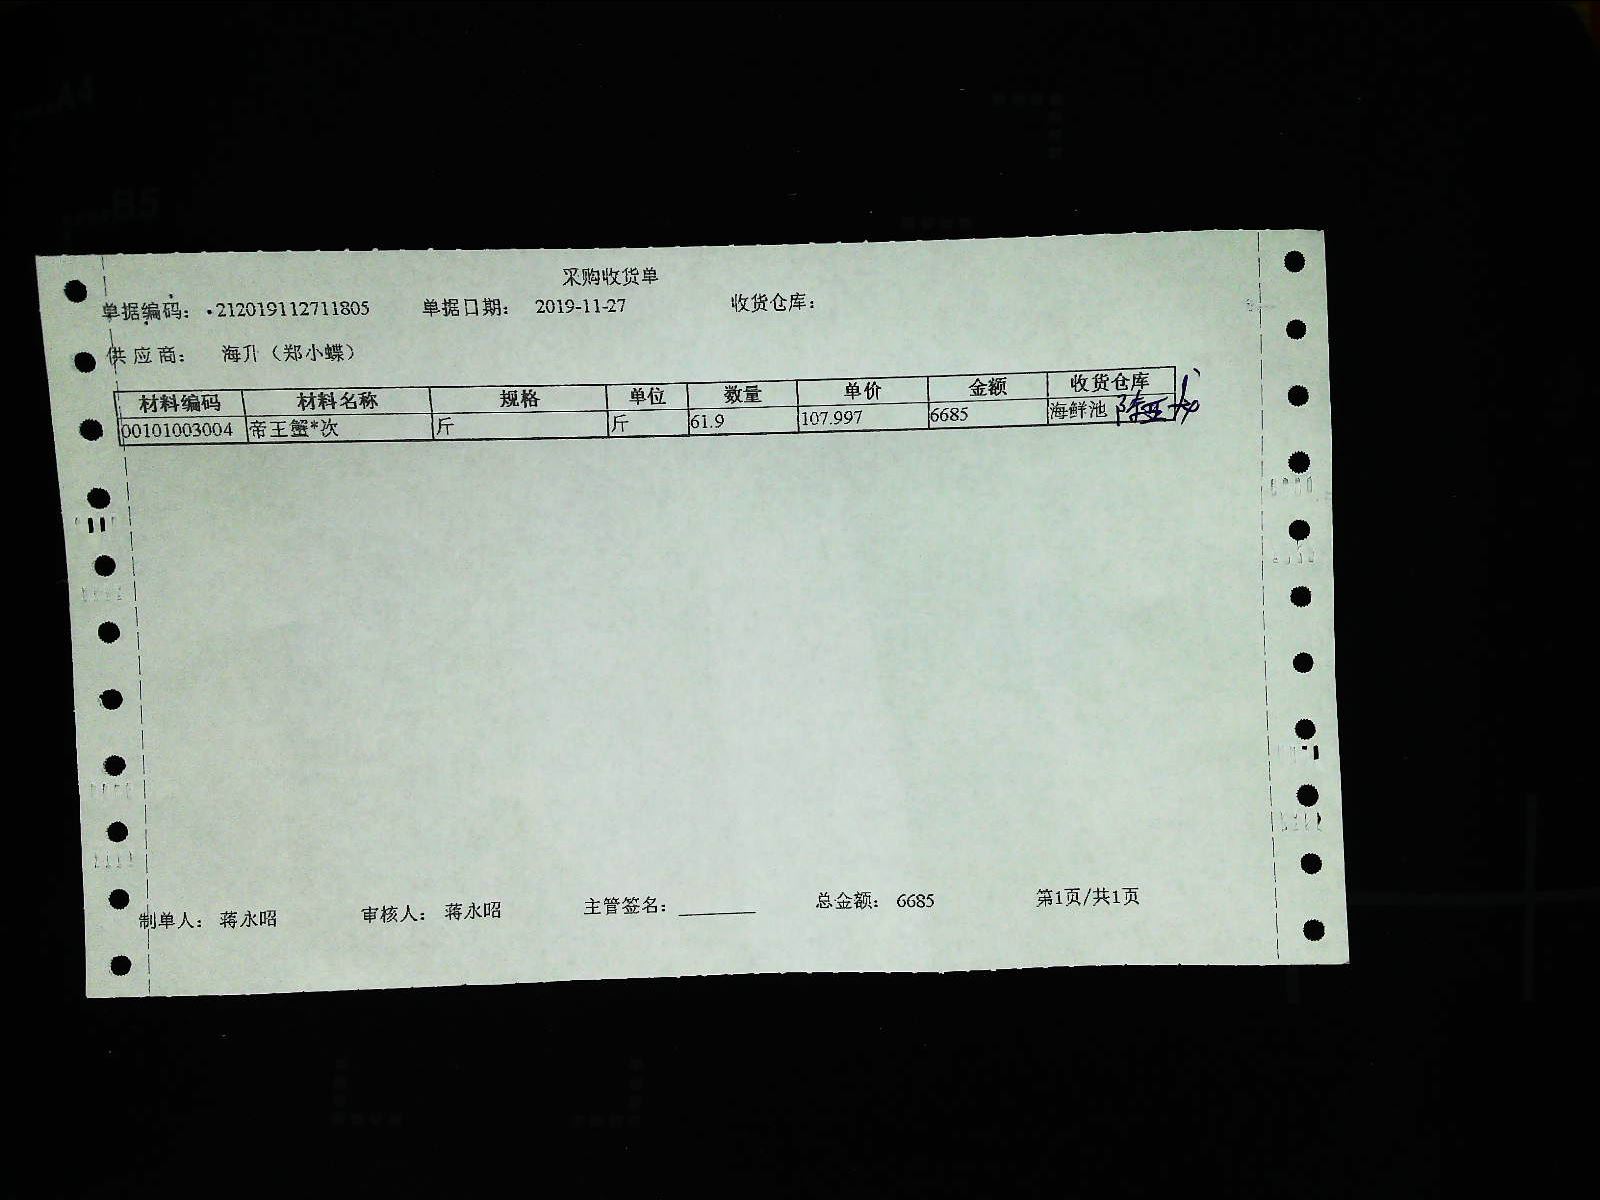 采购收货单
单据编码：212019112711805 单据日期：2019-11-27 收货仓库：
供应商：海升（郑小蝶）
材料编码 材料名称 规格 单位 数量 单价 金额 收货仓库
00101003004 帝王蟹*次 斤 斤 61.9 107.997 6685 海鲜池
制单人：蒋永昭 审核人：蒋永昭 主管签名：________ 总金额：6685 第1页/共1页